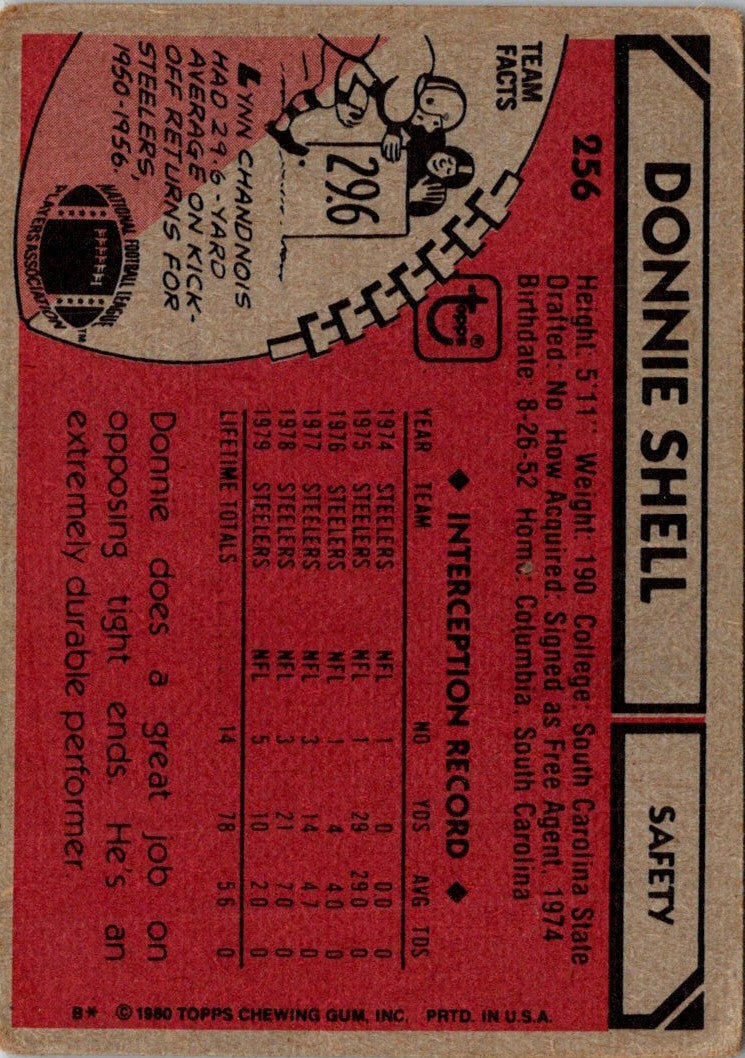 DONNIE SHELL
SAFETY
256
Height: 5'11" Weight: 190 College: South Carolina State
Drafted: No How Acquired: Signed as Free Agent, 1974
Birthdate: 8-26-52 Home: Columbia, South Carolina
TEAM
FACTS
29.6
LYNN CHANDNOIS
HAD 29.6-YARD
AVERAGE ON KICK-
OFF RETURNS FOR
STEELERS,
1950-1956.
NATIONAL FOOTBALL LEAGUE
PLAYERS ASSOCIATION
TM
topps®
◆ INTERCEPTION RECORD ◆
YEAR TEAM NO YDS AVG TDS
1974 STEELERS NFL 1 0 0.0 0
1975 STEELERS NFL 1 29 29.0 0
1976 STEELERS NFL 1 4 4.0 0
1977 STEELERS NFL 3 14 4.7 0
1978 STEELERS NFL 3 21 7.0 0
1979 STEELERS NFL 5 10 2.0 0
LIFETIME TOTALS 14 78 5.6 0
Donnie does a great job on
opposing tight ends. He's an
extremely durable performer.
B* © 1980 TOPPS CHEWING GUM, INC. PRTD. IN U.S.A.